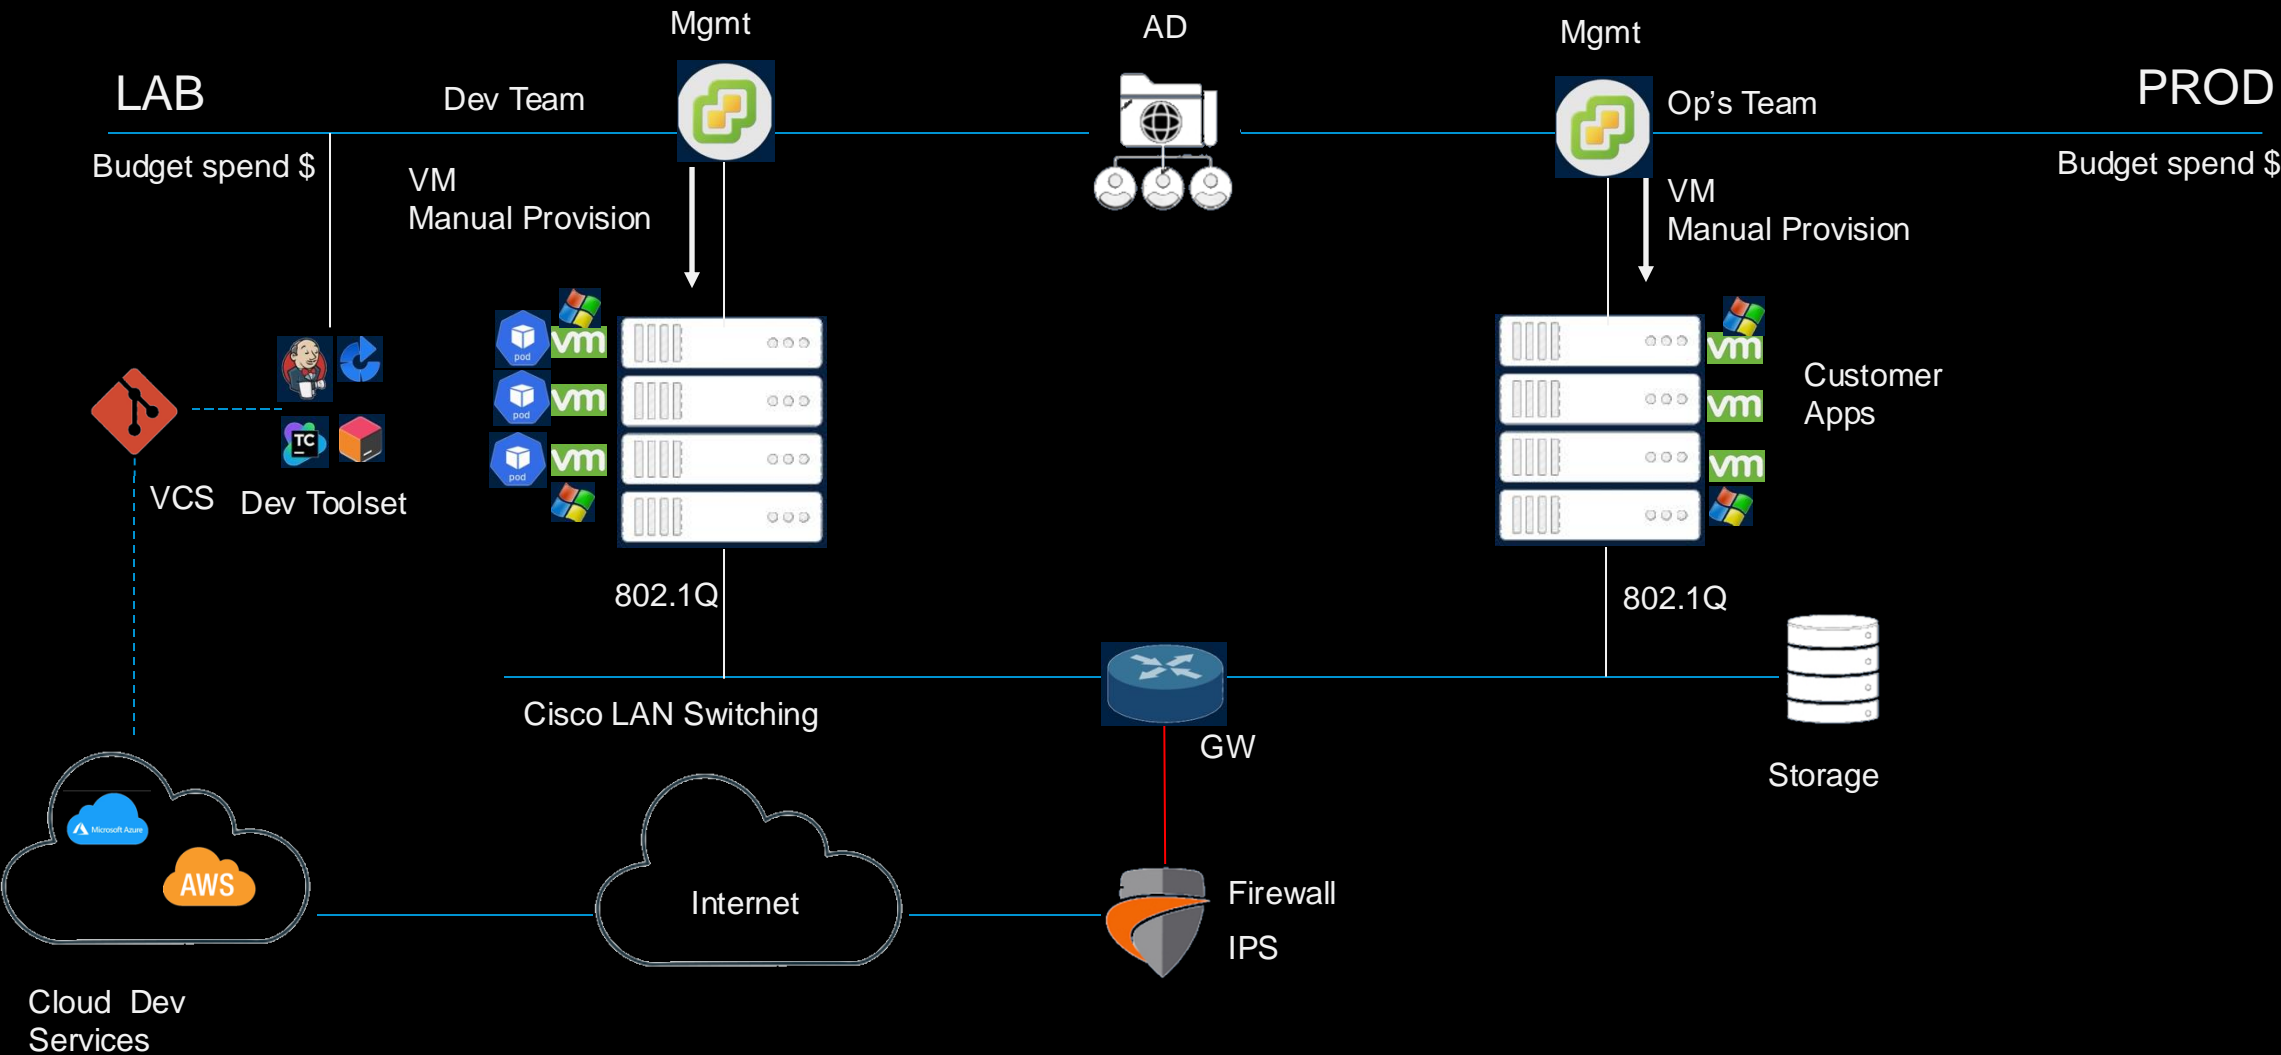 Mgmt
AD
Mgmt
LAB
Dev Team
Op's Team
PROD
Budget spend $
VM
Manual Provision
VM
Manual Provision
Budget spend $
pod
vm
pod
vm
pod
vm
vm
vm
vm
Customer
Apps
TC
VCS
Dev Toolset
802.1Q
802.1Q
Cisco LAN Switching
GW
Storage
Microsoft Azure
AWS
Internet
Firewall
IPS
Cloud Dev
Services